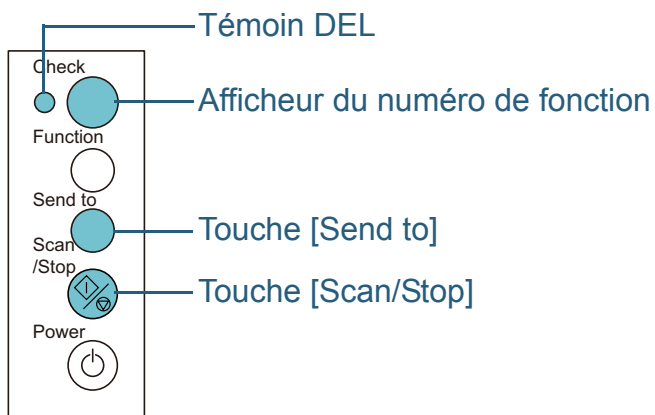 Témoin DEL
Check
Afficheur du numéro de fonction
Function
Send to
Touche [Send to]
Scan
/Stop
Touche [Scan/Stop]
Power